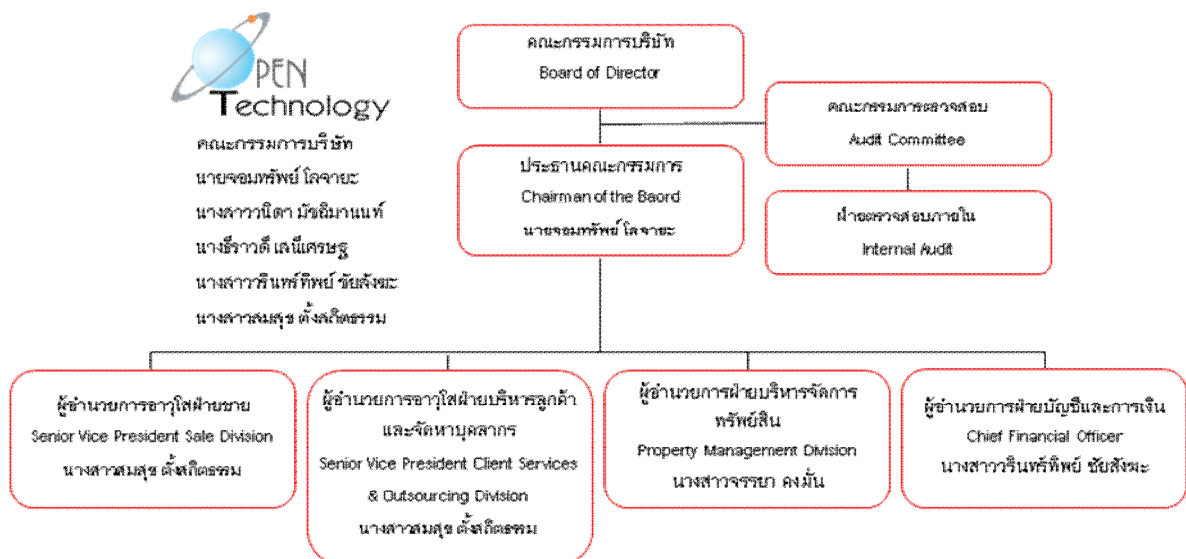 OPEN
Technology
คณะกรรมการบริษัท
นายจอมทรัพย์ โลจายะ
นางสาววนิดา มัชฌิมานนท์
นางธีราวดี เสนีเศรษฐ
นางสาววรินทร์ทิพย์ ชัยสังฆะ
นางสาวสมสุข ตั้งสถิตธรรม
คณะกรรมการบริษัท
Board of Director
คณะกรรมการตรวจสอบ
Audit Committee
ประธานคณะกรรมการ
Chairman of the Baord
นายจอมทรัพย์ โลจายะ
ฝ่ายตรวจสอบภายใน
Internal Audit
ผู้อำนวยการอาวุโสฝ่ายขาย
Senior Vice President Sale Division
นางสาวสมสุข ตั้งสถิตธรรม
ผู้อำนวยการอาวุโสฝ่ายบริหารลูกค้า
และจัดหาบุคลากร
Senior Vice President Client Services
& Outsourcing Division
นางสาวสมสุข ตั้งสถิตธรรม
ผู้อำนวยการฝ่ายบริหารจัดการ
ทรัพย์สิน
Property Management Division
นางสาวจรรยา คงมั่น
ผู้อำนวยการฝ่ายบัญชีและการเงิน
Chief Financial Officer
นางสาววรินทร์ทิพย์ ชัยสังฆะ